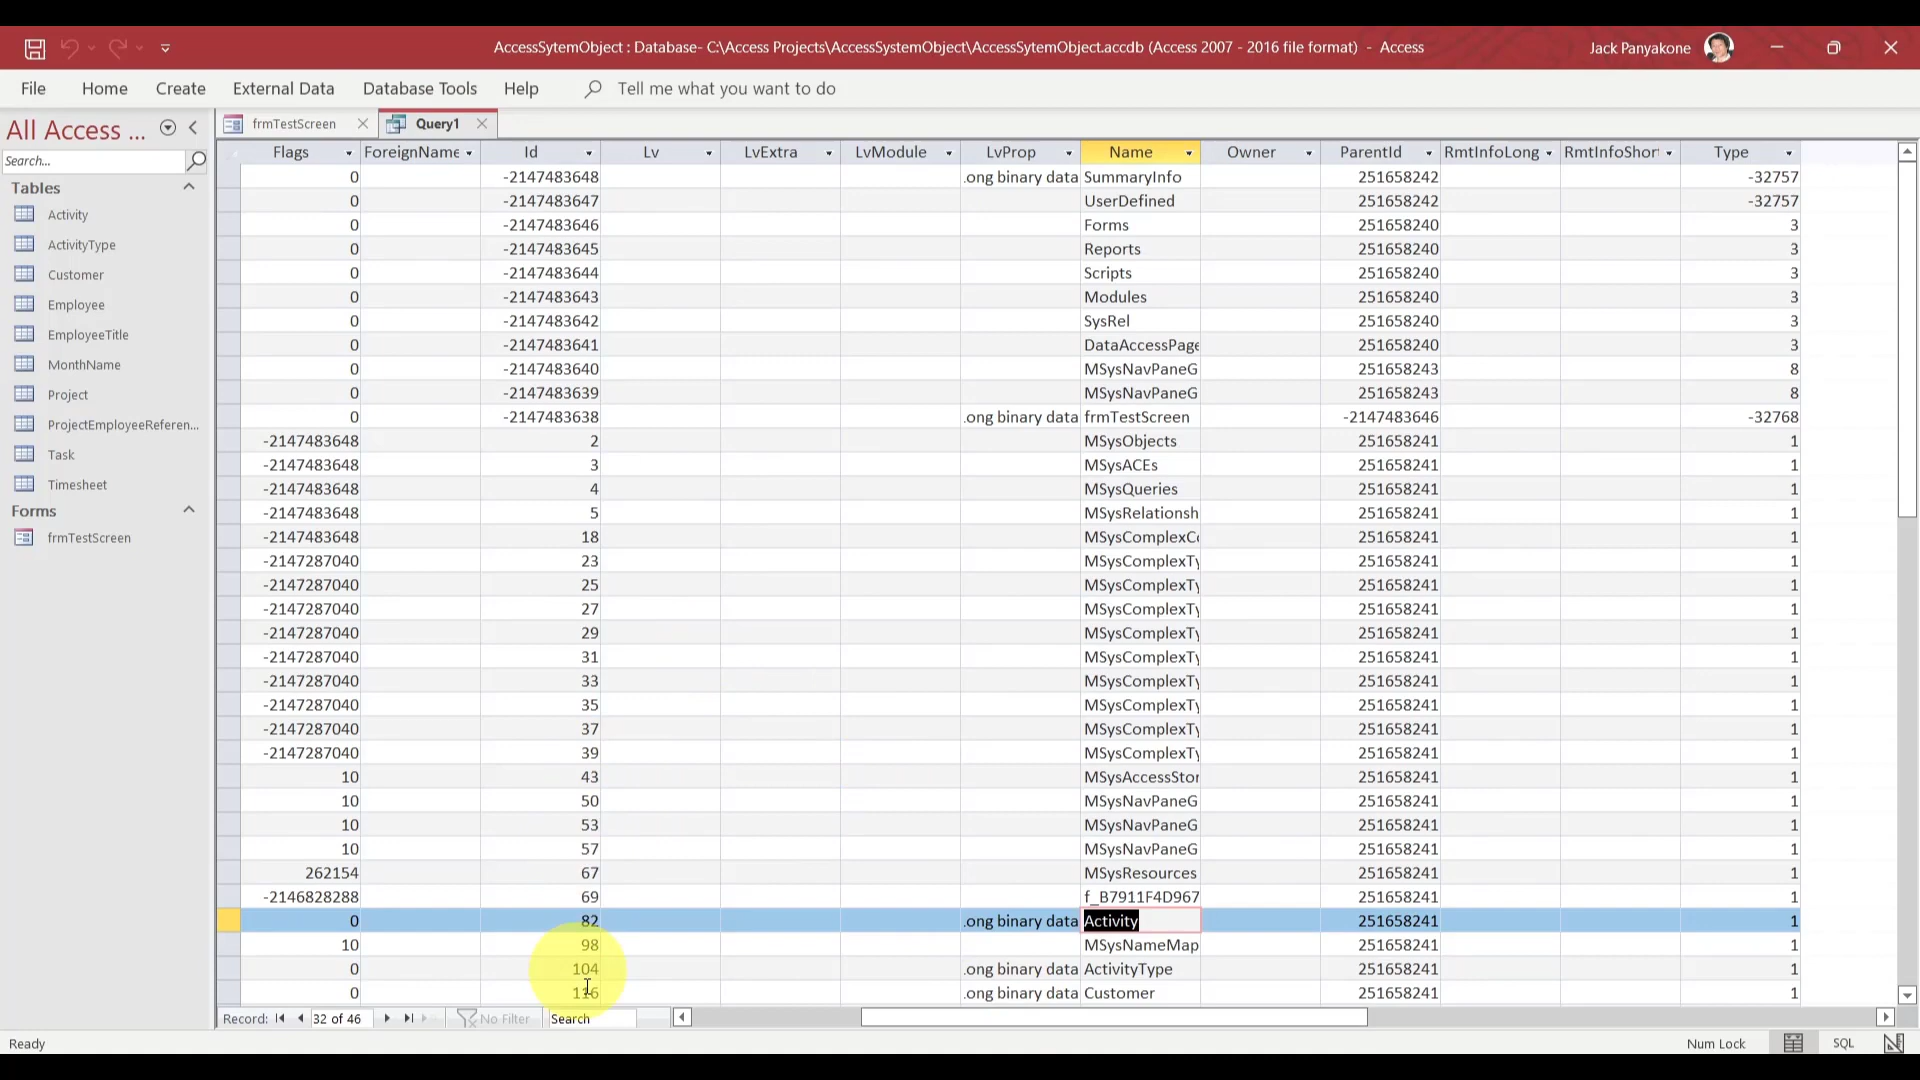 AccessSytemObject : Database- C:\Access Projects\AccessSystemObject\AccessSytemObject.accdb (Access 2007 - 2016 file format) - Access
Jack Panyakone
File Home Create External Data Database Tools Help Tell me what you want to do
All Access ...
Search...
Tables
Activity
ActivityType
Customer
Employee
EmployeeTitle
MonthName
Project
ProjectEmployeeReferen...
Task
Timesheet
Forms
frmTestScreen
frmTestScreen Query1
Flags ForeignName Id Lv LvExtra LvModule LvProp Name Owner ParentId RmtInfoLong RmtInfoShort Type
0 -2147483648 .ong binary data SummaryInfo 251658242 -32757
0 -2147483647 UserDefined 251658242 -32757
0 -2147483646 Forms 251658240 3
0 -2147483645 Reports 251658240 3
0 -2147483644 Scripts 251658240 3
0 -2147483643 Modules 251658240 3
0 -2147483642 SysRel 251658240 3
0 -2147483641 DataAccessPage 251658240 3
0 -2147483640 MSysNavPaneG 251658243 8
0 -2147483639 MSysNavPaneG 251658243 8
0 -2147483638 .ong binary data frmTestScreen -2147483646 -32768
-2147483648 2 MSysObjects 251658241 1
-2147483648 3 MSysACEs 251658241 1
-2147483648 4 MSysQueries 251658241 1
-2147483648 5 MSysRelationsh 251658241 1
-2147483648 18 MSysComplexCo 251658241 1
-2147287040 23 MSysComplexTy 251658241 1
-2147287040 25 MSysComplexTy 251658241 1
-2147287040 27 MSysComplexTy 251658241 1
-2147287040 29 MSysComplexTy 251658241 1
-2147287040 31 MSysComplexTy 251658241 1
-2147287040 33 MSysComplexTy 251658241 1
-2147287040 35 MSysComplexTy 251658241 1
-2147287040 37 MSysComplexTy 251658241 1
-2147287040 39 MSysComplexTy 251658241 1
10 43 MSysAccessStor 251658241 1
10 50 MSysNavPaneG 251658241 1
10 53 MSysNavPaneG 251658241 1
10 57 MSysNavPaneG 251658241 1
262154 67 MSysResources 251658241 1
-2146828288 69 f_B7911F4D967 251658241 1
0 82 .ong binary data Activity 251658241 1
10 98 MSysNameMap 251658241 1
0 104 .ong binary data ActivityType 251658241 1
0 116 .ong binary data Customer 251658241 1
Record: 32 of 46 No Filter Search
Ready
Num Lock SQL